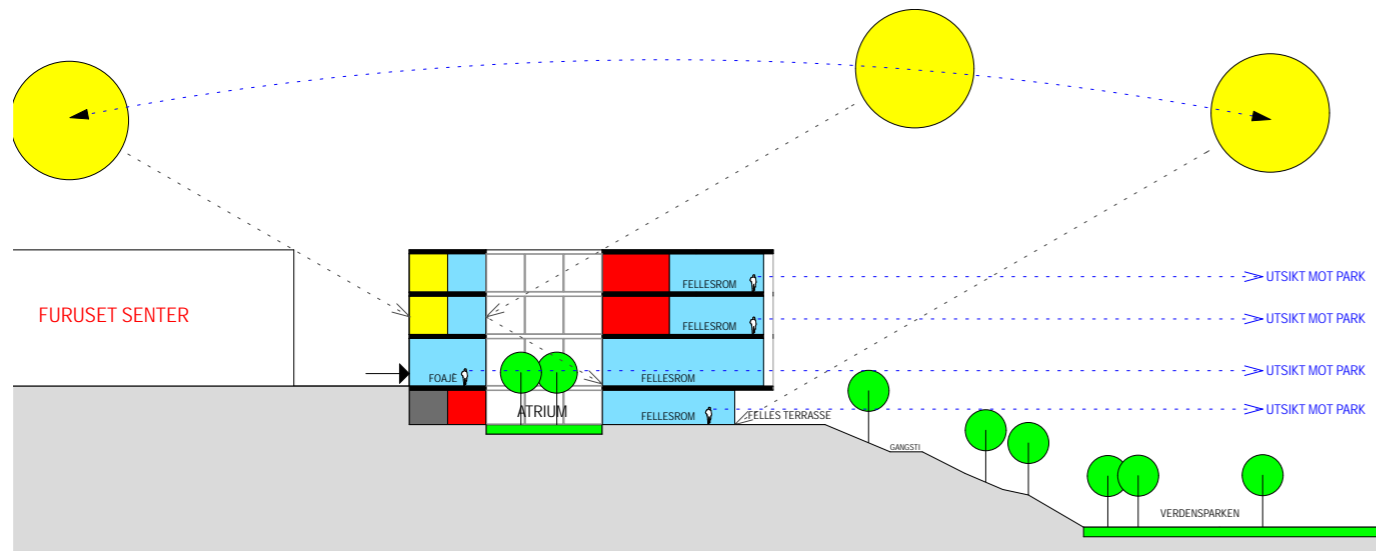 FELLESROM
UTSIKT MOT PARK
FURUSET SENTER
FELLESROM
UTSIKT MOT PARK
FOAJÈ
FELLESROM
UTSIKT MOT PARK
ATRIUM
FELLESROM
FELLES TERRASSE
UTSIKT MOT PARK
GANGSTI
VERDENSPARKEN